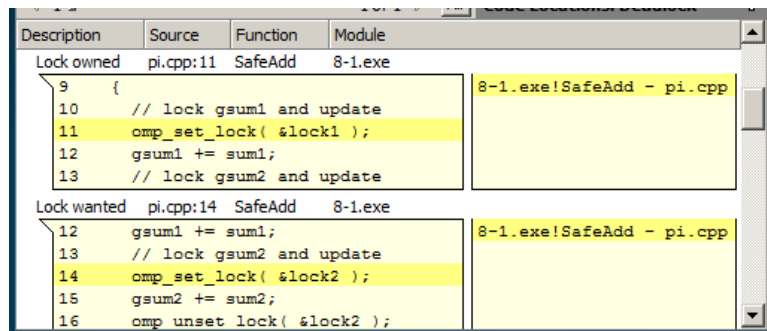 Description Source Function Module
Lock owned pi.cpp:11 SafeAdd 8-1.exe
9 {
8-1.exe!SafeAdd - pi.cpp
10 // lock gsum1 and update
11 omp_set_lock( &lock1 );
12 gsum1 += sum1;
13 // lock gsum2 and update
Lock wanted pi.cpp:14 SafeAdd 8-1.exe
12 gsum1 += sum1;
8-1.exe!SafeAdd - pi.cpp
13 // lock gsum2 and update
14 omp_set_lock( &lock2 );
15 gsum2 += sum2;
16 omp_unset_lock( &lock2 );